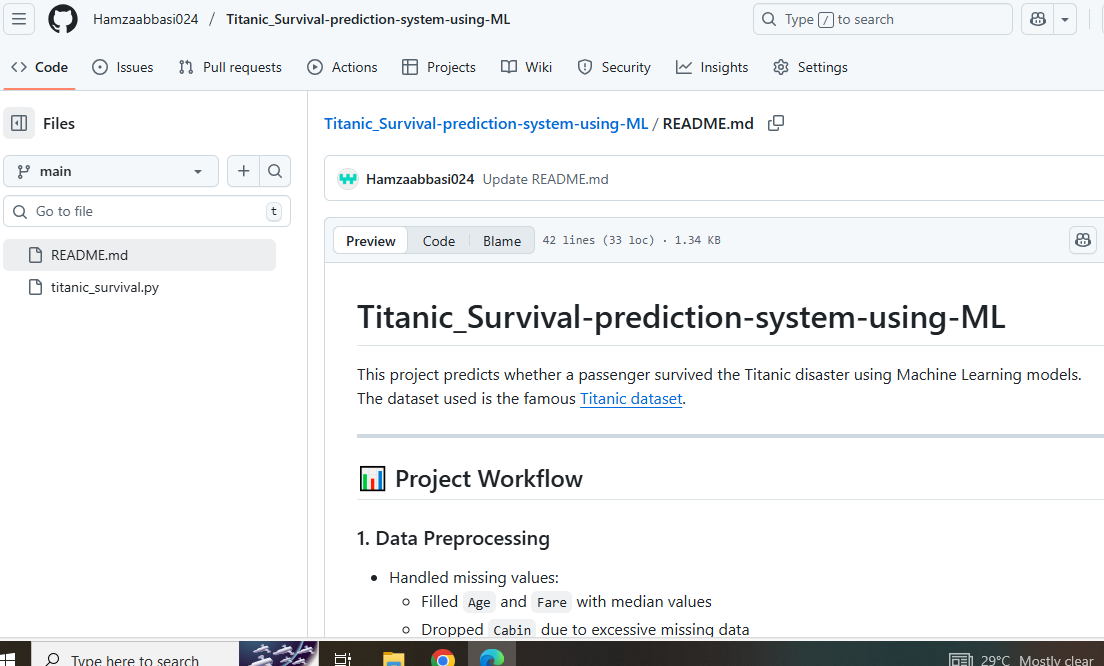 Hamzaabbasi024 / Titanic_Survival-prediction-system-using-ML
Type / to search
Code Issues Pull requests Actions Projects Wiki Security Insights Settings
Files
main
Go to file t
README.md
titanic_survival.py
Titanic_Survival-prediction-system-using-ML / README.md
Hamzaabbasi024 Update README.md
Preview Code Blame 42 lines (33 loc) · 1.34 KB
Titanic_Survival-prediction-system-using-ML
This project predicts whether a passenger survived the Titanic disaster using Machine Learning models.
The dataset used is the famous Titanic dataset.
Project Workflow
1. Data Preprocessing
Handled missing values:
Filled Age and Fare with median values
Dropped Cabin due to excessive missing data
Type here to search
29°C Mostly clear